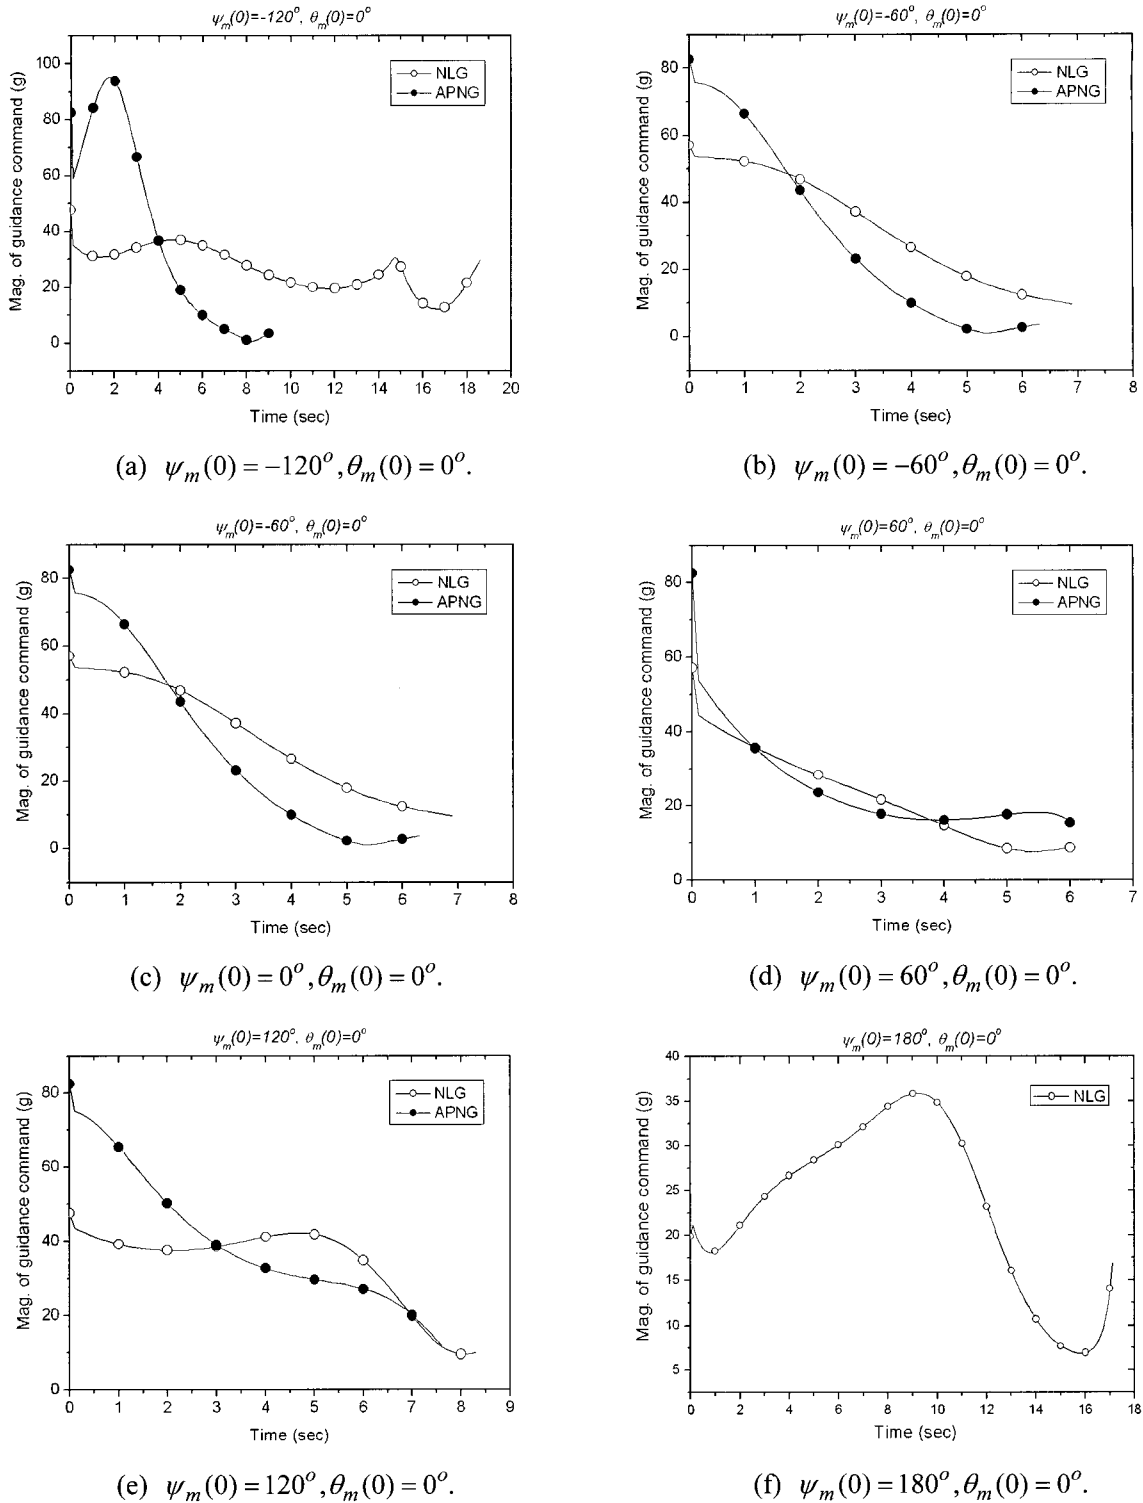 ψm(0)=-120°, θm(0)=0°
Mag. of guidance command (g)
100
80
60
40
20
0
NLG
APNG
0 2 4 6 8 10 12 14 16 18 20
Time (sec)
(a) ψm(0) = −120°, θm(0) = 0°.
ψm(0)=-60°, θm(0)=0°
Mag. of guidance command (g)
80
60
40
20
0
NLG
APNG
0 1 2 3 4 5 6 7 8
Time (sec)
(b) ψm(0) = −60°, θm(0) = 0°.
ψm(0)=-60°, θm(0)=0°
Mag. of guidance command (g)
80
60
40
20
0
NLG
APNG
0 1 2 3 4 5 6 7 8
Time (sec)
(c) ψm(0) = 0°, θm(0) = 0°.
ψm(0)=60°, θm(0)=0°
Mag. of guidance command (g)
80
60
40
20
0
NLG
APNG
0 1 2 3 4 5 6 7
Time (sec)
(d) ψm(0) = 60°, θm(0) = 0°.
ψm(0)=120°, θm(0)=0°
Mag. of guidance command (g)
80
60
40
20
0
NLG
APNG
0 1 2 3 4 5 6 7 8 9
Time (sec)
(e) ψm(0) = 120°, θm(0) = 0°.
ψm(0)=180°, θm(0)=0°
Mag. of guidance command (g)
40
35
30
25
20
15
10
5
NLG
0 2 4 6 8 10 12 14 16 18
Time (sec)
(f) ψm(0) = 180°, θm(0) = 0°.